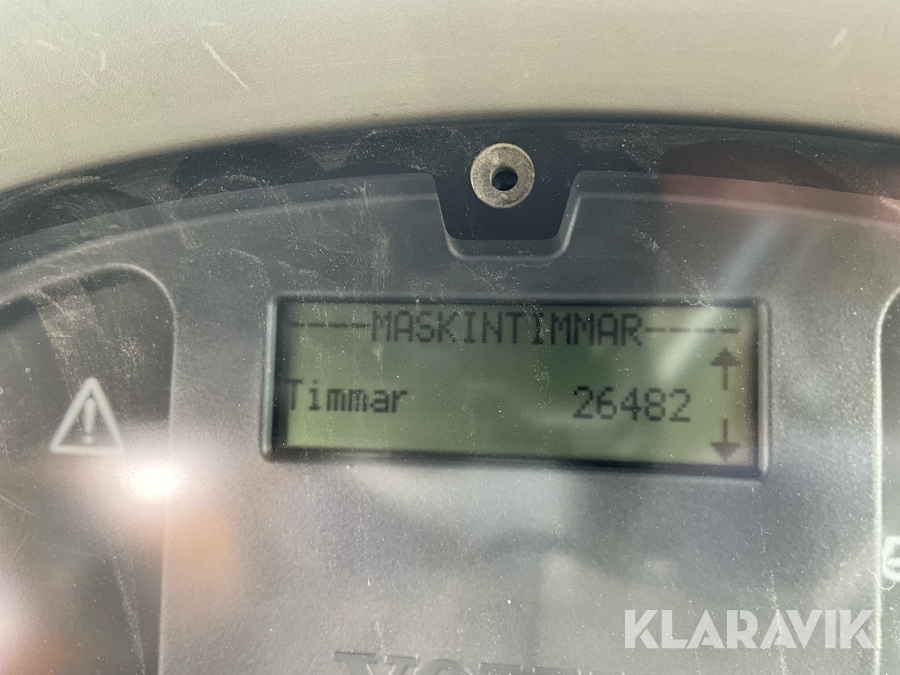 ----MASKINTIMMAR----
Timmar 26482
KLARAVIK